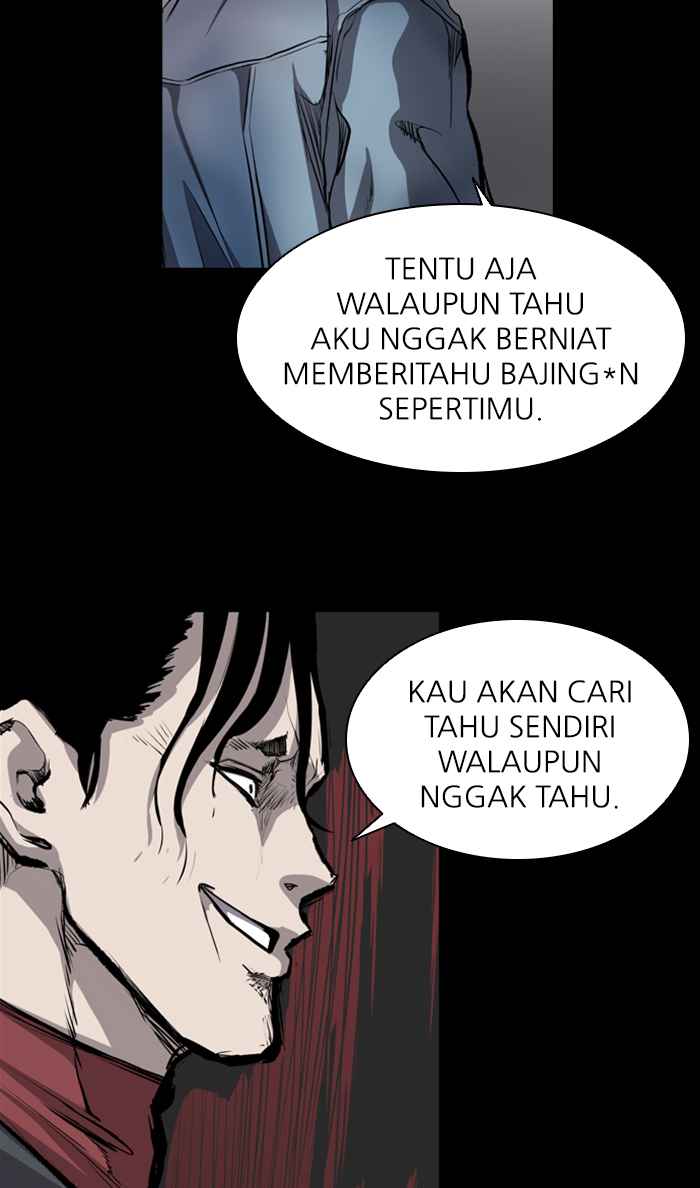 TENTU AJA
WALAUPUN TAHU
AKU NGGAK BERNIAT
MEMBERITAHU BAJING*N
SEPERTIMU.
KAU AKAN CARI
TAHU SENDIRI
WALAUPUN
NGGAK TAHU.